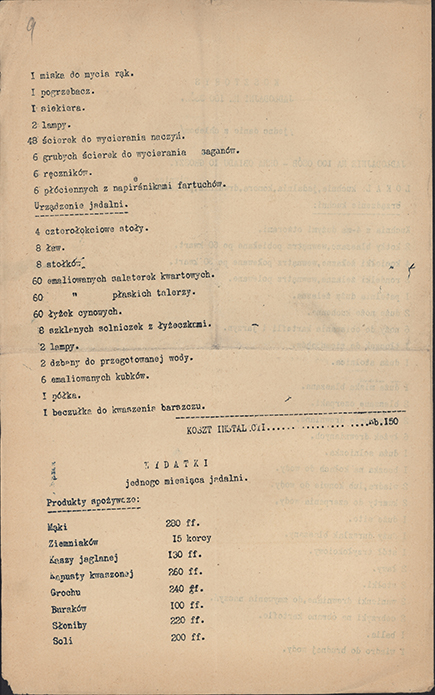 9
I miska do mycia rąk.
I pogrzebacz.
I siekiera.
2 lampy.
48 ścierek do wycierania naczyń.
6 grubych ścierek do wycierania saganów.
6 ręczników.
6 płóciennych z napirśnikami fartuchów.
Urządzenie jadalni.
4 czterołokciowe stoły.
8 ław.
8 stołków
60 emaliowanych salaterek kwartowych.
60 " płaskich talerzy.
60 łyżek cynowych.
8 szklanych solniczek z łyżeczkami.
2 lampy.
2 dzbany do przegotowanej wody.
6 emaliowanych kubków.
I półka.
I beczułka do kwaszenia barszczu.
KOSZT INSTALACJI.................rb.150
WYDATKI
jednego miesiąca jadalni.
Produkty spożywcze:
Mąki 280 ff.
Ziemniaków 15 korcy
Kaszy jaglanej 130 ff.
Kapusty kwaszonej 260 ff.
Grochu 240 ff.
Buraków 100 ff.
Słoniny 220 ff.
Soli 200 ff.